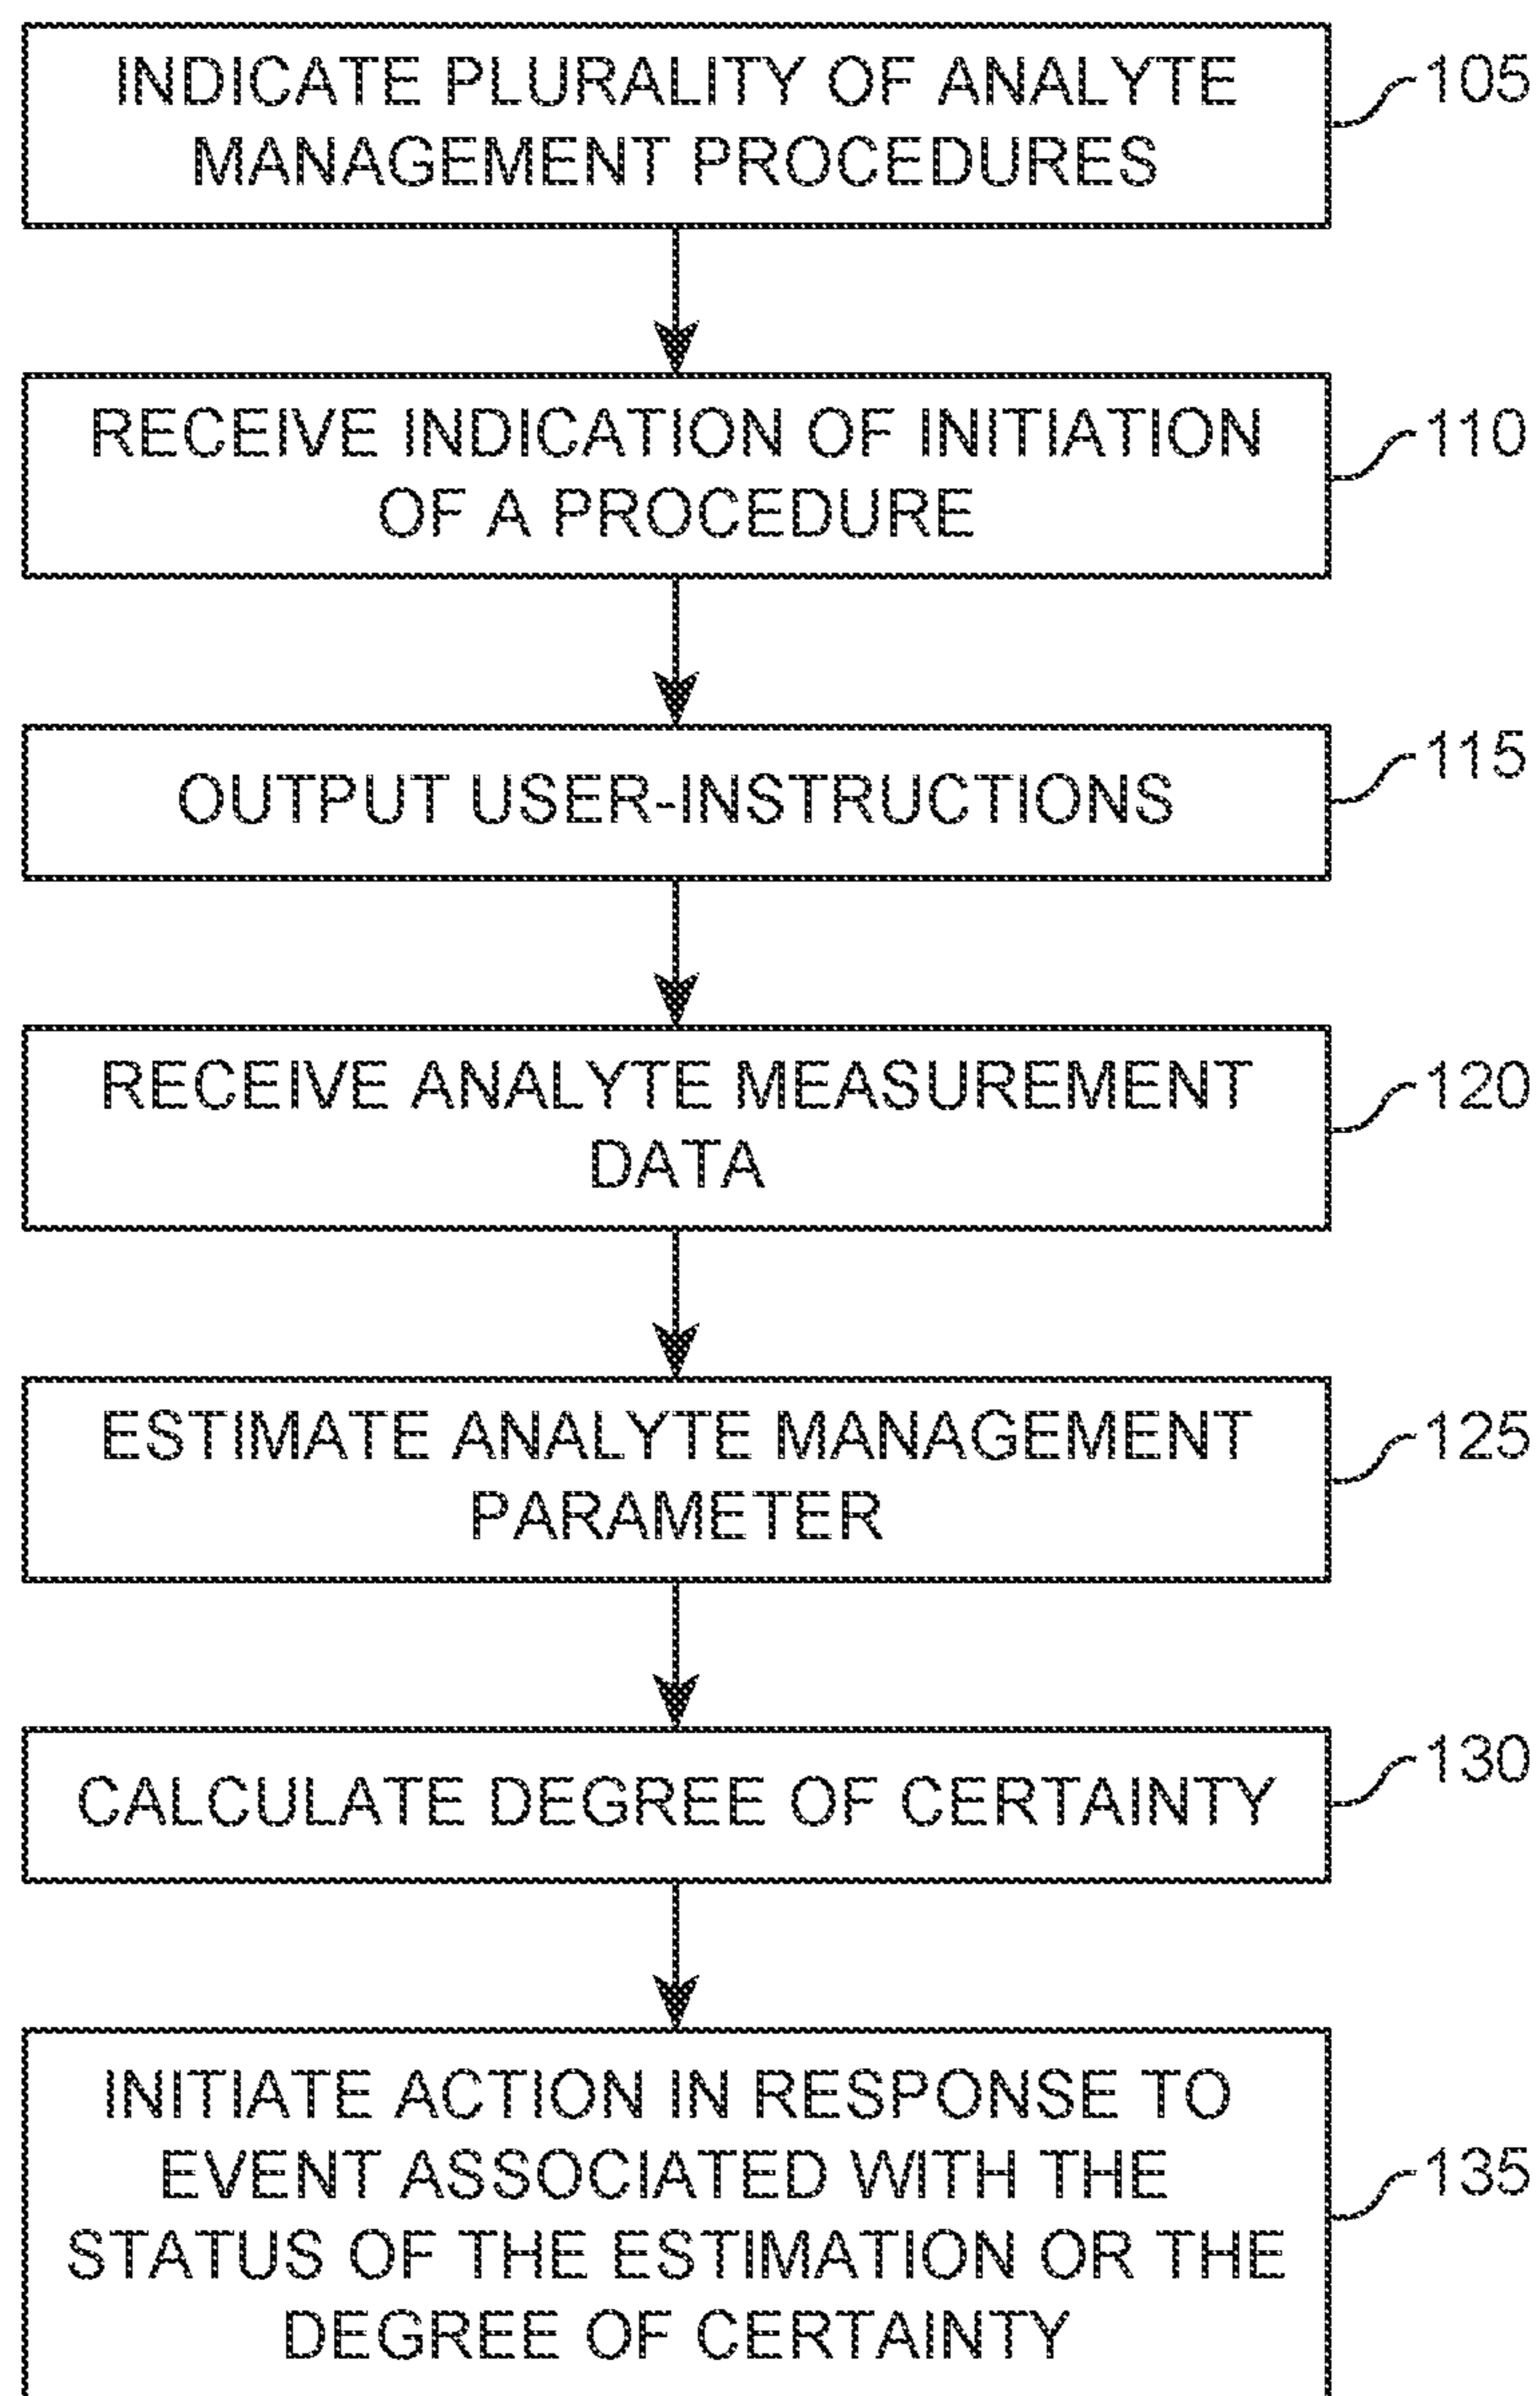 INDICATE PLURALITY OF ANALYTE
MANAGEMENT PROCEDURES
105
RECEIVE INDICATION OF INITIATION
OF A PROCEDURE
110
OUTPUT USER-INSTRUCTIONS
115
RECEIVE ANALYTE MEASUREMENT
DATA
120
ESTIMATE ANALYTE MANAGEMENT
PARAMETER
125
CALCULATE DEGREE OF CERTAINTY
130
INITIATE ACTION IN RESPONSE TO
EVENT ASSOCIATED WITH THE
STATUS OF THE ESTIMATION OR THE
DEGREE OF CERTAINTY
135